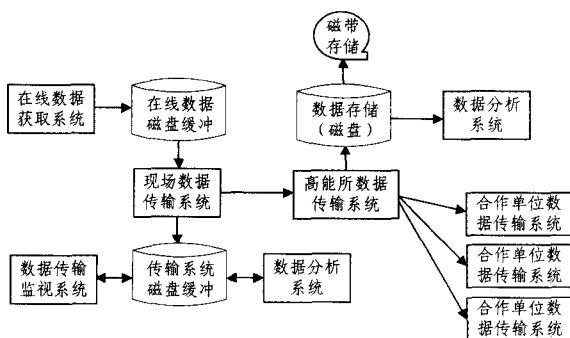 磁带
存储
在线数据
获取系统
在线数据
磁盘缓冲
数据存储
（磁盘）
数据分析
系统
现场数据
传输系统
高能所数据
传输系统
合作单位数
据传输系统
合作单位数
据传输系统
合作单位数
据传输系统
数据传输
监视系统
传输系统
磁盘缓冲
数据分析
系统